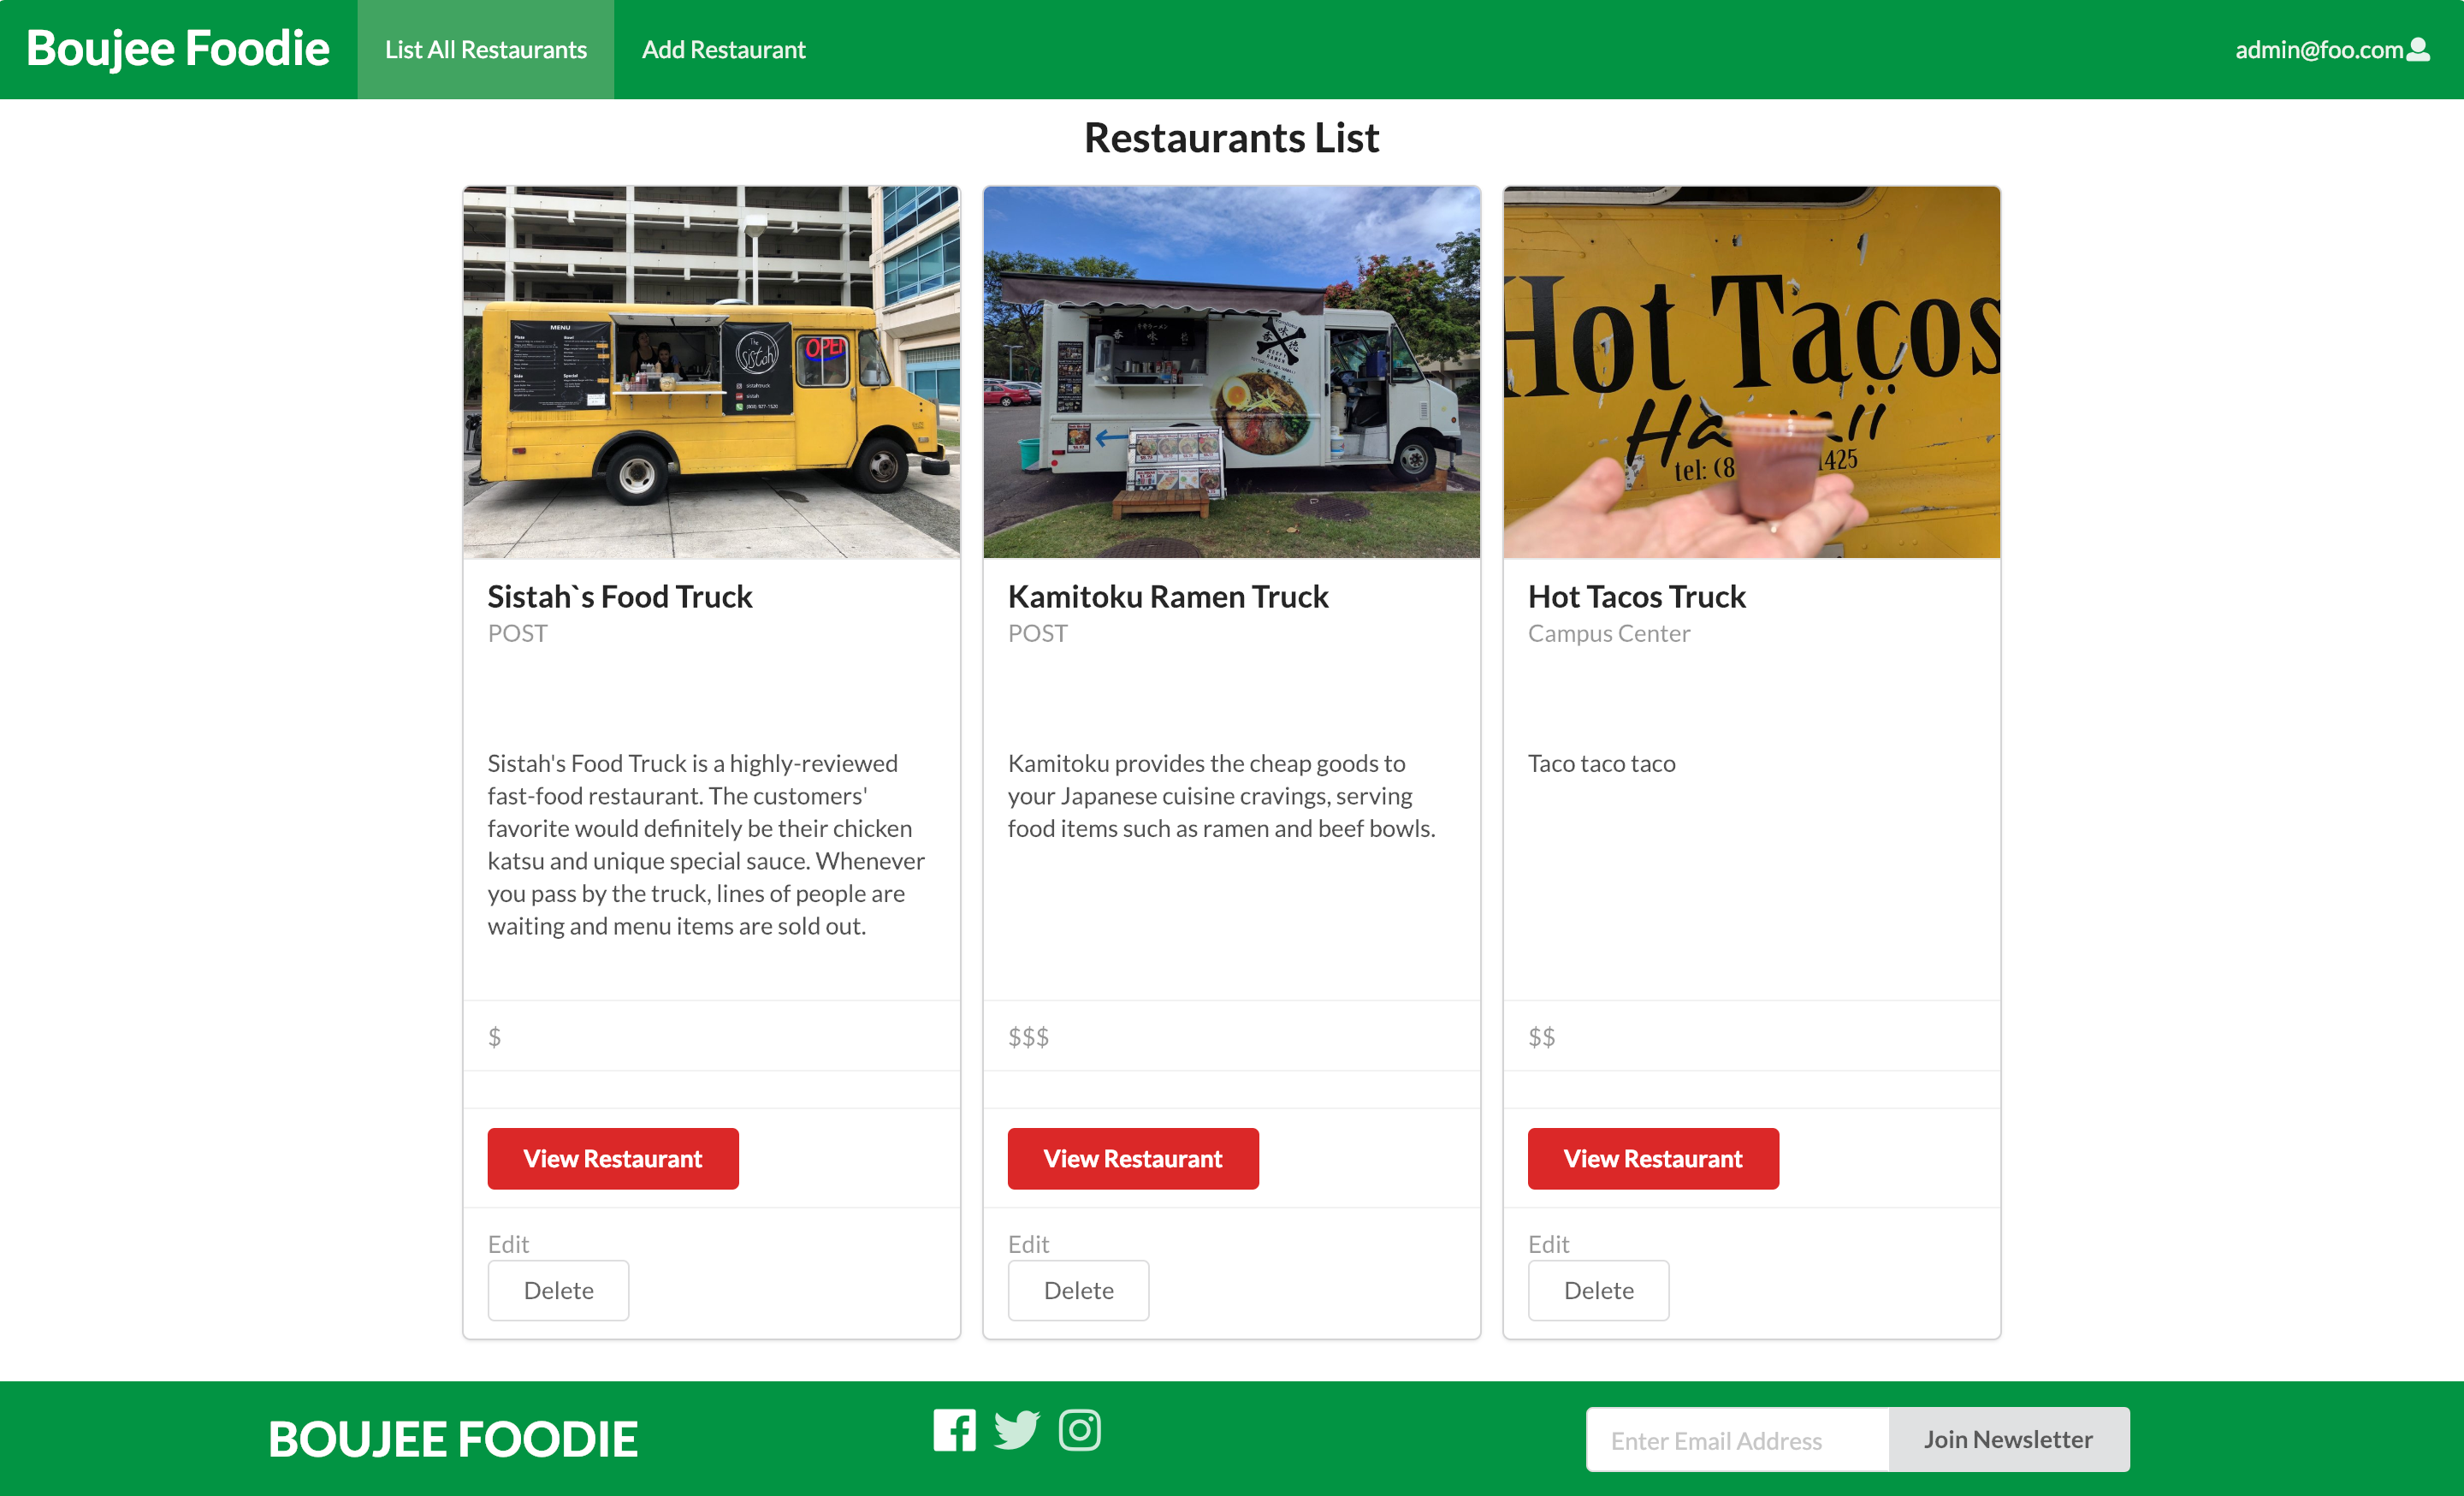 Boujee Foodie
List All Restaurants
Add Restaurant
admin@foo.com
Restaurants List
MENU
The
Sistah
OPEN
sistahtruck
sistah
Hot Tacos
tel: (8
1425
Sistah`s Food Truck
POST
Sistah's Food Truck is a highly-reviewed
fast-food restaurant. The customers'
favorite would definitely be their chicken
katsu and unique special sauce. Whenever
you pass by the truck, lines of people are
waiting and menu items are sold out.
$
View Restaurant
Edit
Delete
Kamitoku Ramen Truck
POST
Kamitoku provides the cheap goods to
your Japanese cuisine cravings, serving
food items such as ramen and beef bowls.
$$$
View Restaurant
Edit
Delete
Hot Tacos Truck
Campus Center
Taco taco taco
$$
View Restaurant
Edit
Delete
BOUJEE FOODIE
Enter Email Address
Join Newsletter